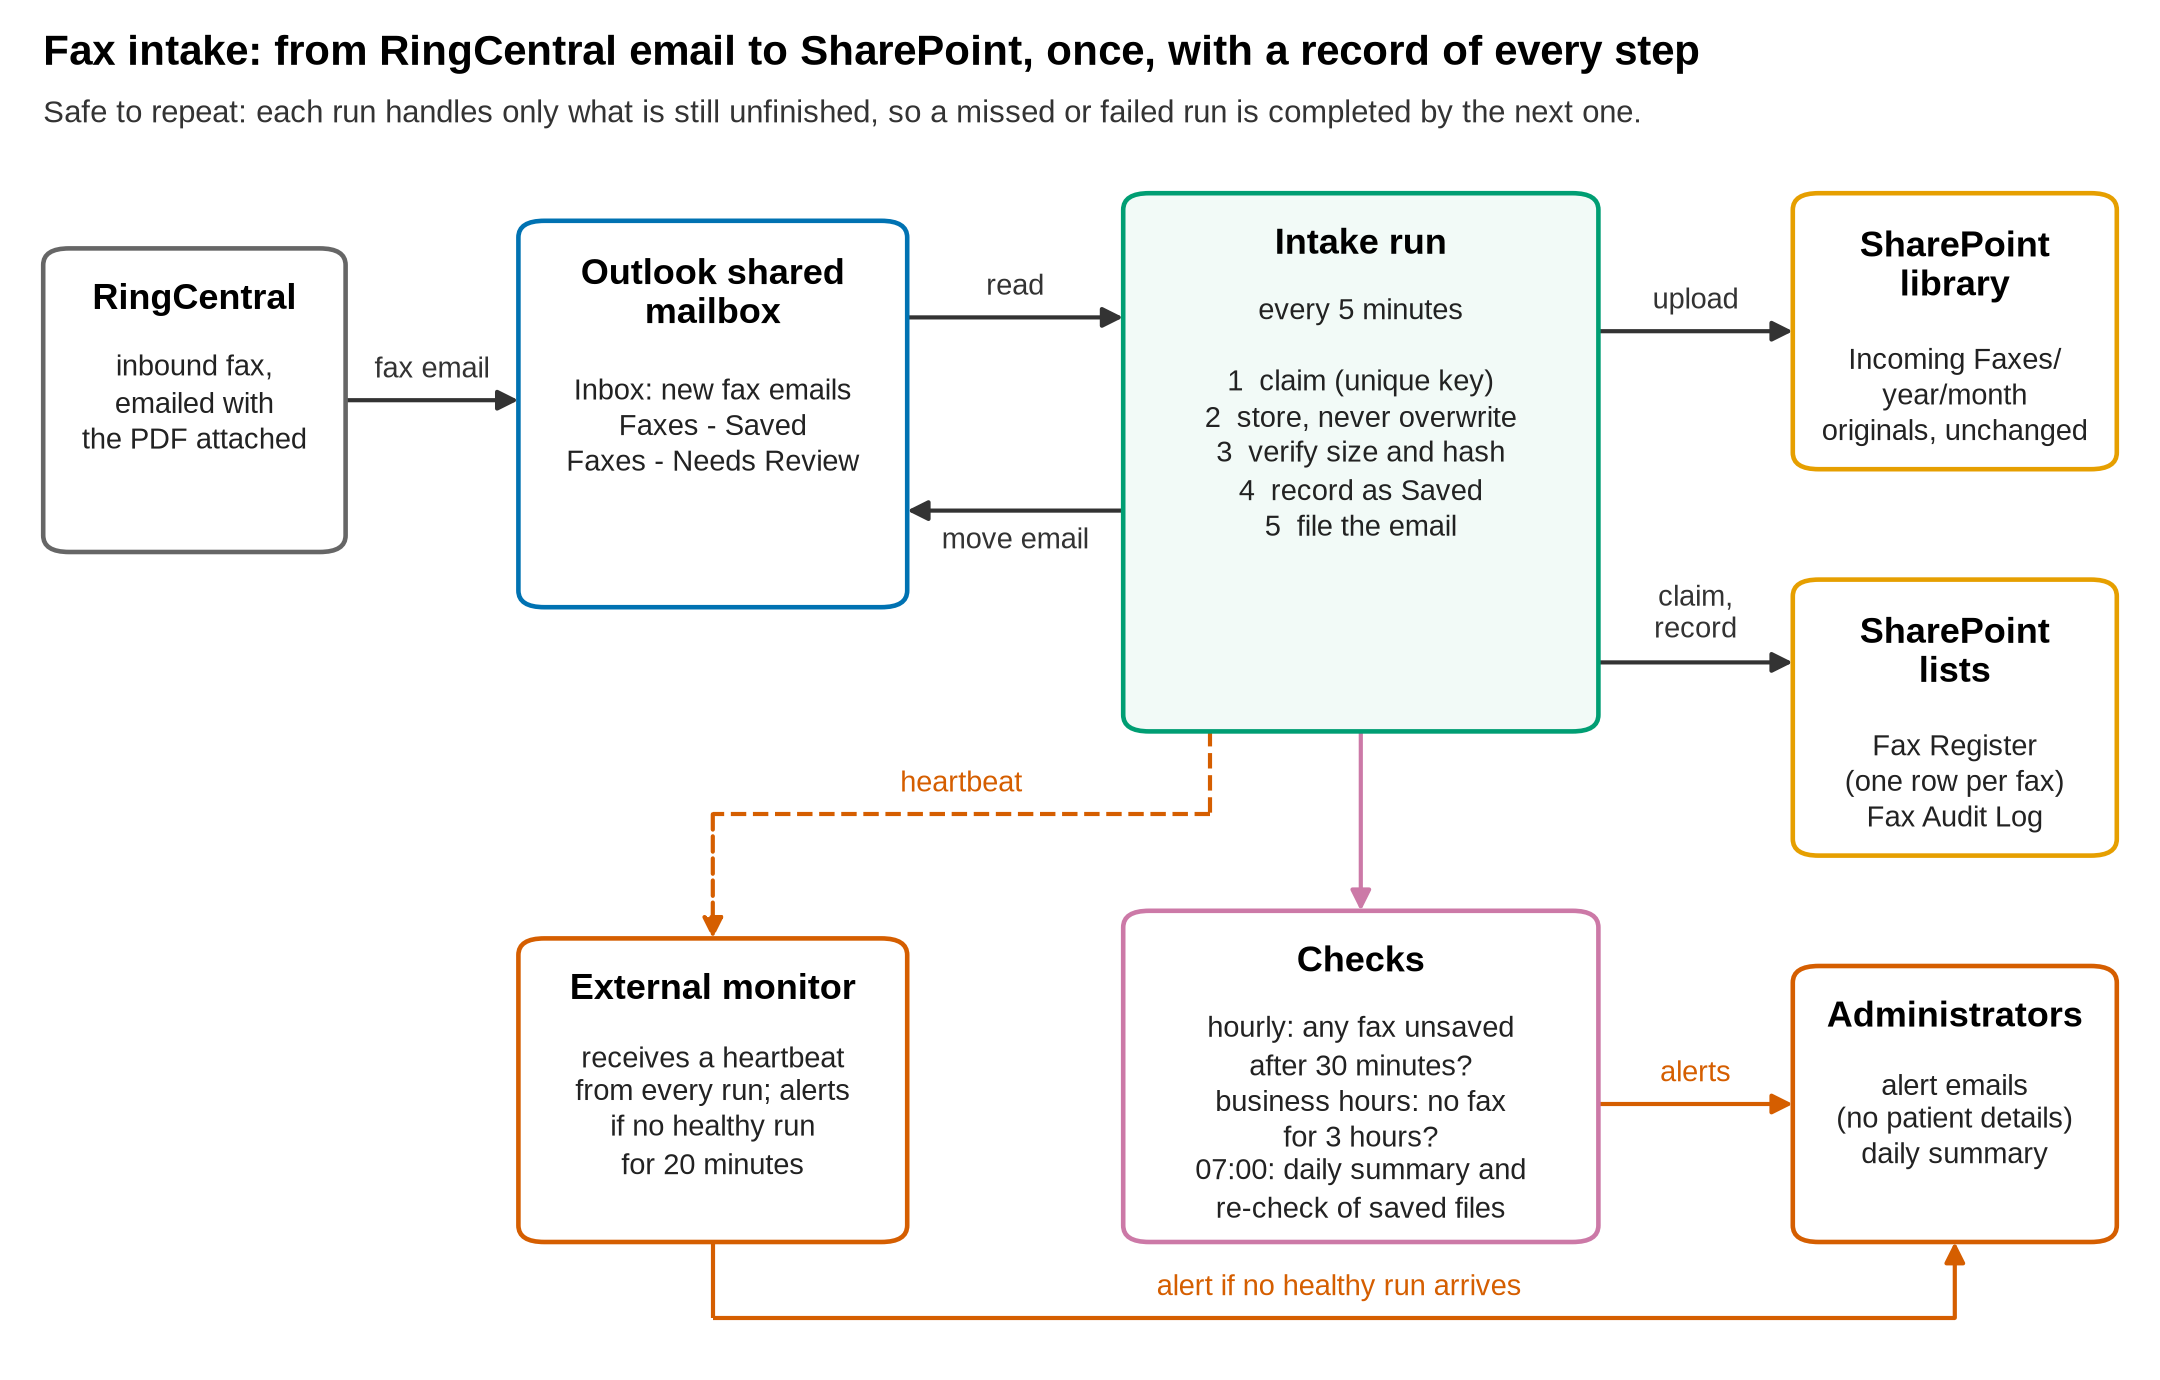 Fax intake: from RingCentral email to SharePoint, once, with a record of every step
Safe to repeat: each run handles only what is still unfinished, so a missed or failed run is completed by the next one.
RingCentral
inbound fax,
emailed with
the PDF attached
fax email
Outlook shared
mailbox
Inbox: new fax emails
Faxes - Saved
Faxes - Needs Review
read
move email
Intake run
every 5 minutes
1 claim (unique key)
2 store, never overwrite
3 verify size and hash
4 record as Saved
5 file the email
upload
SharePoint
library
Incoming Faxes/
year/month
originals, unchanged
claim,
record
SharePoint
lists
Fax Register
(one row per fax)
Fax Audit Log
heartbeat
External monitor
receives a heartbeat
from every run; alerts
if no healthy run
for 20 minutes
Checks
hourly: any fax unsaved
after 30 minutes?
business hours: no fax
for 3 hours?
07:00: daily summary and
re-check of saved files
alerts
Administrators
alert emails
(no patient details)
daily summary
alert if no healthy run arrives